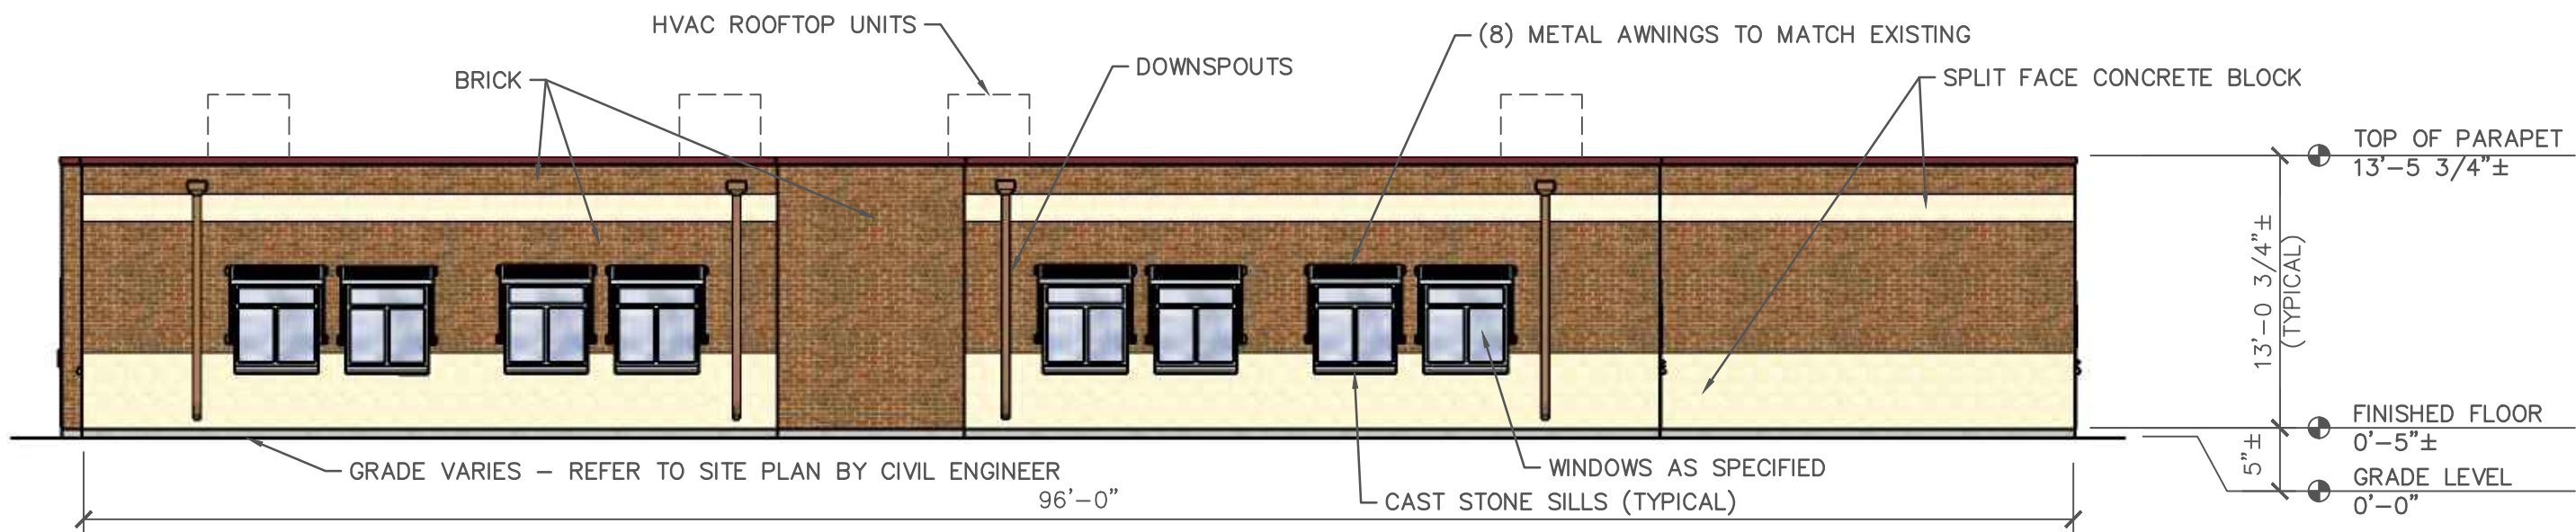 HVAC ROOFTOP UNITS
(8) METAL AWNINGS TO MATCH EXISTING
DOWNSPOUTS
BRICK
SPLIT FACE CONCRETE BLOCK
TOP OF PARAPET
13'-5 3/4"±
13'-0 3/4"±
(TYPICAL)
FINISHED FLOOR
0'-5"±
5"±
GRADE LEVEL
0'-0"
GRADE VARIES - REFER TO SITE PLAN BY CIVIL ENGINEER
WINDOWS AS SPECIFIED
CAST STONE SILLS (TYPICAL)
96'-0"